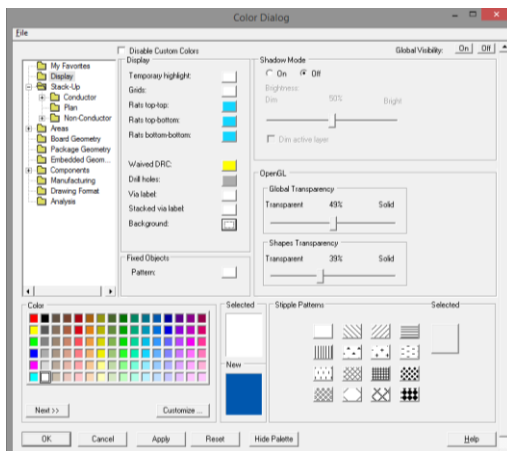 Color Dialog
File
Disable Custom Colors
Global Visibility:
On
Off
My Favorites
Display
Stack-Up
Conductor
Plan
Non-Conductor
Areas
Board Geometry
Package Geometry
Embedded Geom...
Components
Manufacturing
Drawing Format
Analysis
Display
Temporary highlight:
Grids:
Rats top-top:
Rats top-bottom:
Rats bottom-bottom:
Waived DRC:
Drill holes:
Via label:
Stacked via label:
Background:
Fixed Objects
Pattern:
Shadow Mode
On
Off
Brightness:
Dim
50%
Bright
Dim active layer
OpenGL
Global Transparency
Transparent
49%
Solid
Shapes Transparency
Transparent
39%
Solid
Color
Next >>
Customize ...
Selected
New
Stipple Patterns
Selected
OK
Cancel
Apply
Reset
Hide Palette
Help